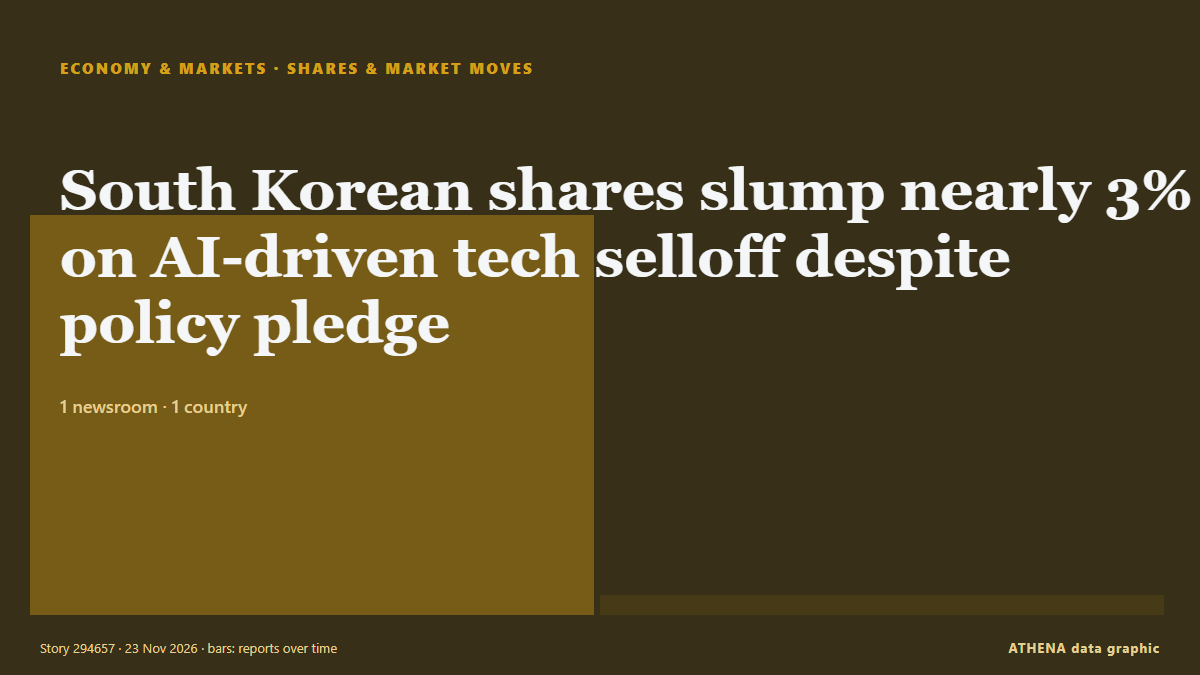 ECONOMY & MARKETS · SHARES & MARKET MOVES
South Korean shares slump nearly 3%
on AI-driven tech selloff despite
policy pledge
1 newsroom · 1 country
Story 294657 · 23 Nov 2026 · bars: reports over time
ATHENA data graphic